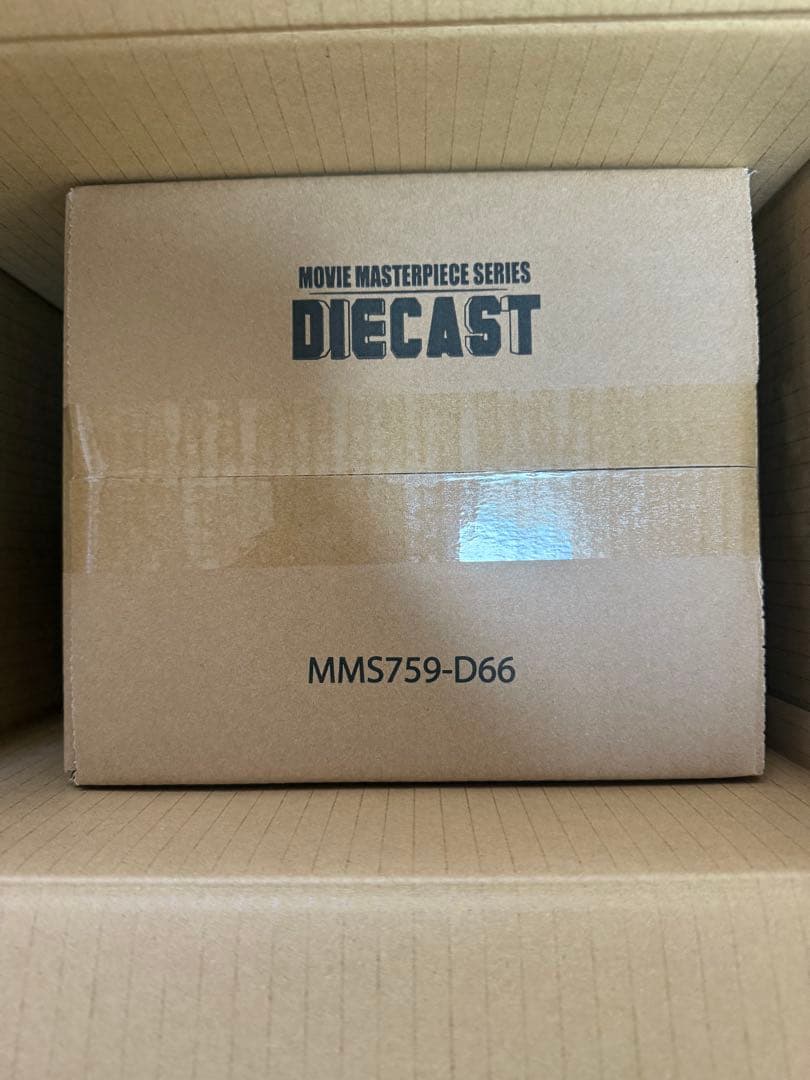 MOVIE MASTERPIECE SERIES
DIECAST
MMS759-D66